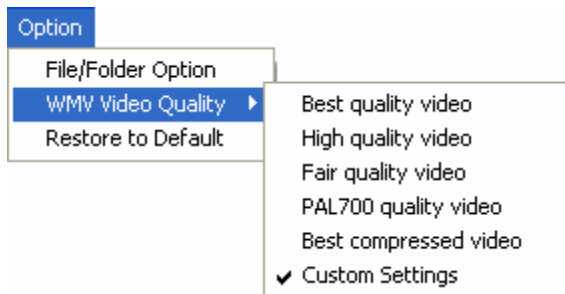 Option
File/Folder Option
WMV Video Quality
Restore to Default
Best quality video
High quality video
Fair quality video
PAL700 quality video
Best compressed video
Custom Settings